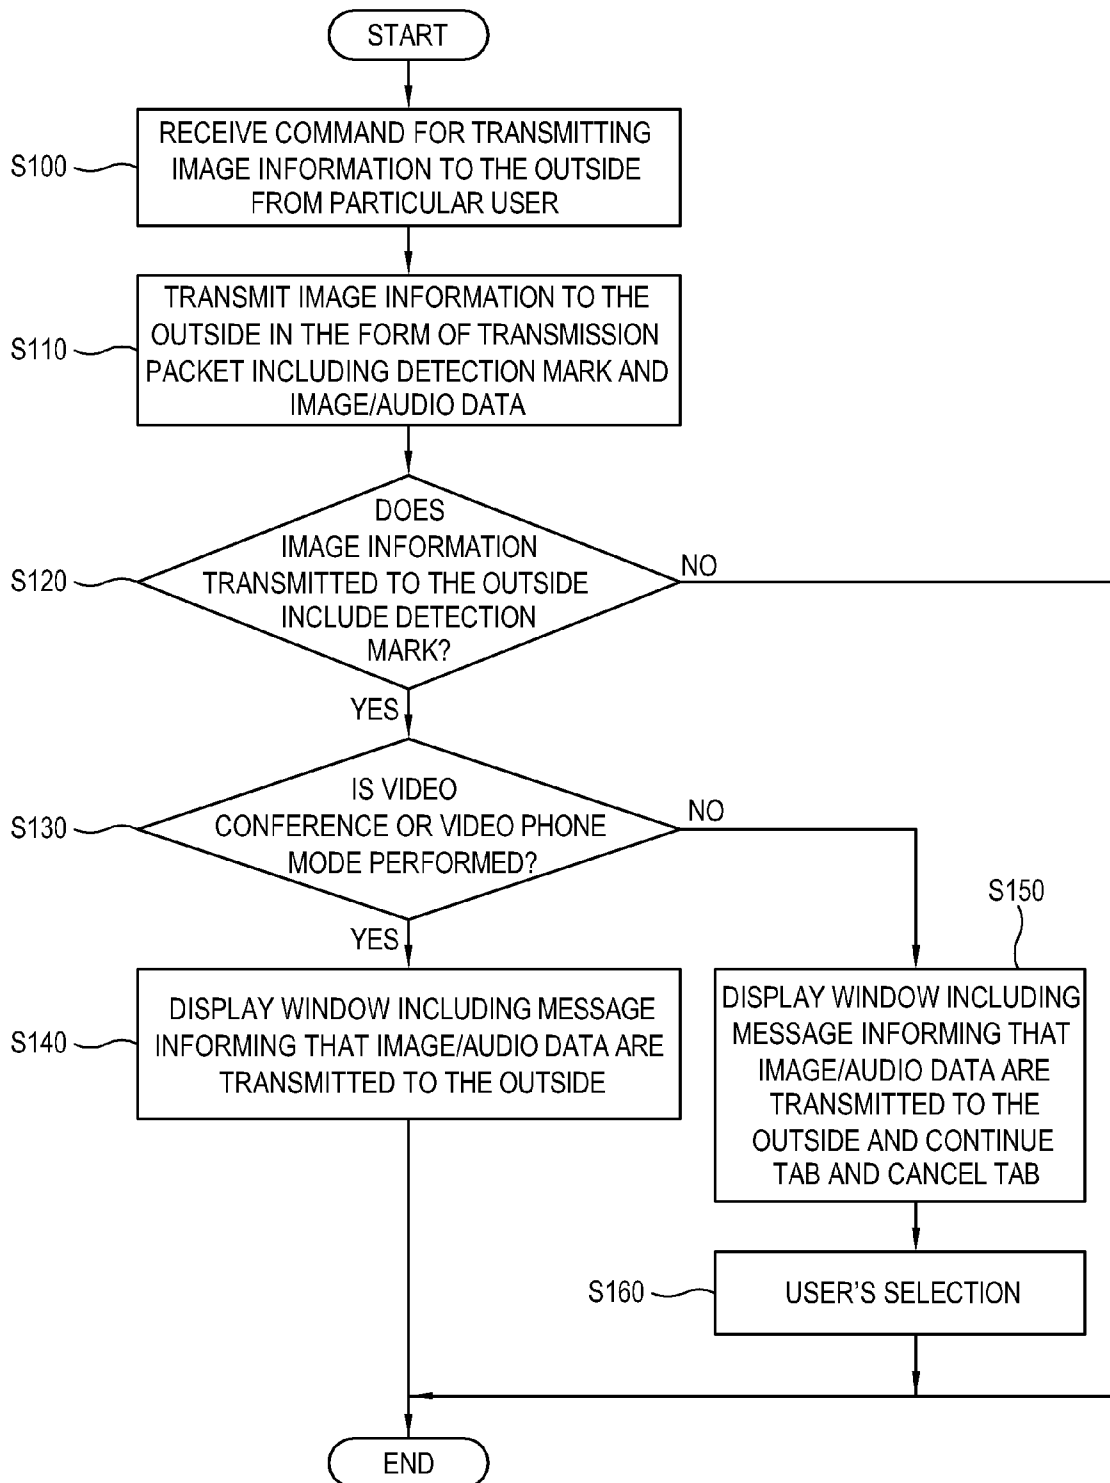 START
S100
RECEIVE COMMAND FOR TRANSMITTING
IMAGE INFORMATION TO THE OUTSIDE
FROM PARTICULAR USER
S110
TRANSMIT IMAGE INFORMATION TO THE
OUTSIDE IN THE FORM OF TRANSMISSION
PACKET INCLUDING DETECTION MARK AND
IMAGE/AUDIO DATA
S120
DOES
IMAGE INFORMATION
TRANSMITTED TO THE OUTSIDE
INCLUDE DETECTION
MARK?
NO
YES
S130
IS VIDEO
CONFERENCE OR VIDEO PHONE
MODE PERFORMED?
NO
YES
S140
DISPLAY WINDOW INCLUDING MESSAGE
INFORMING THAT IMAGE/AUDIO DATA ARE
TRANSMITTED TO THE OUTSIDE
S150
DISPLAY WINDOW INCLUDING
MESSAGE INFORMING THAT
IMAGE/AUDIO DATA ARE
TRANSMITTED TO THE
OUTSIDE AND CONTINUE
TAB AND CANCEL TAB
S160
USER'S SELECTION
END